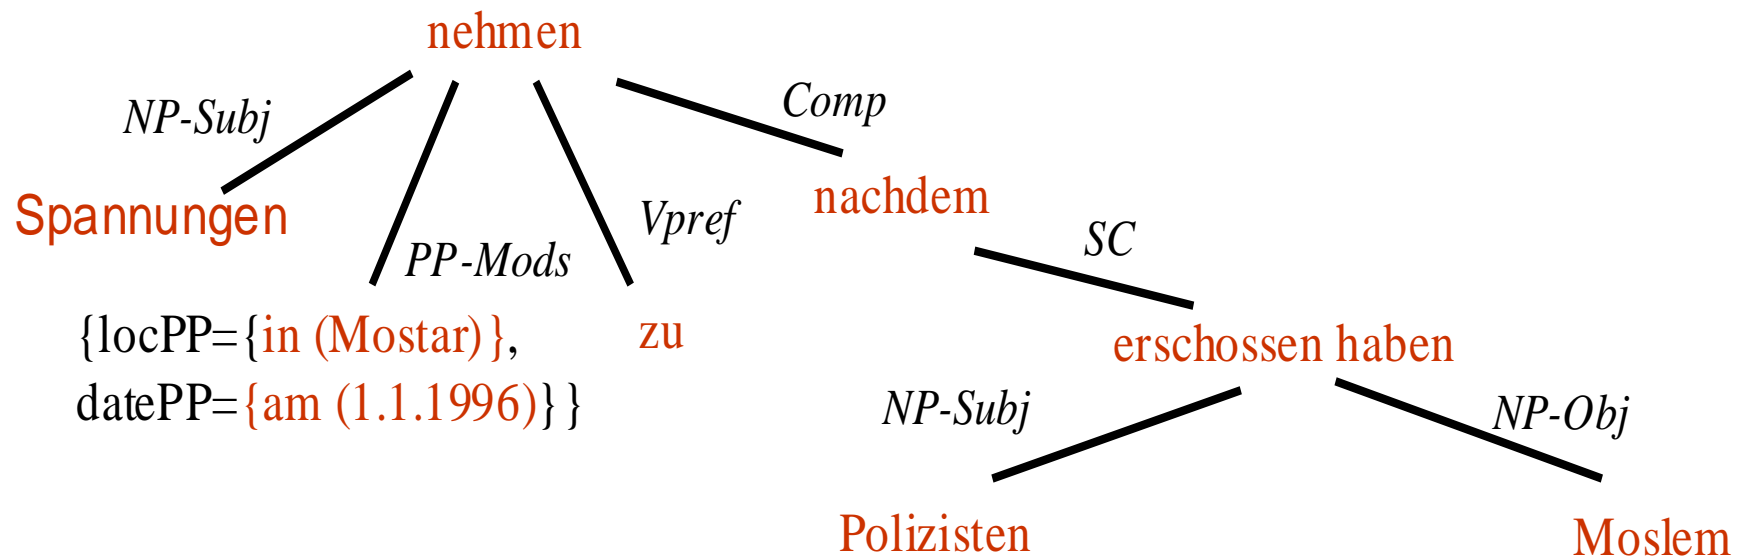 nehmen
NP-Subj
Comp
Spannungen
nachdem
Vpref
PP-Mods
SC
{locPP={in (Mostar)},
zu
datePP={am (1.1.1996)}}
erschossen haben
NP-Subj
NP-Obj
Polizisten
Moslem